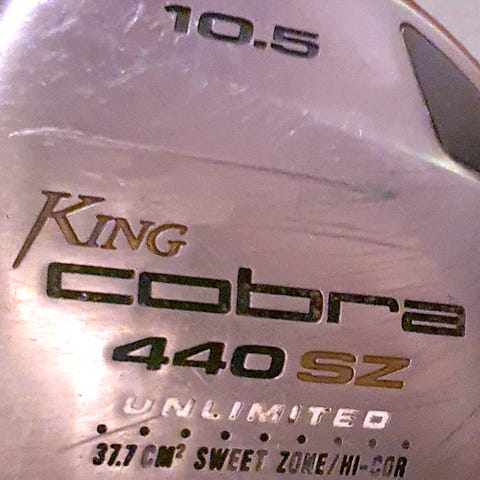 10.5
KING
cobra
440 SZ
UNLIMITED
37.7 CM² SWEET ZONE/HI-COR